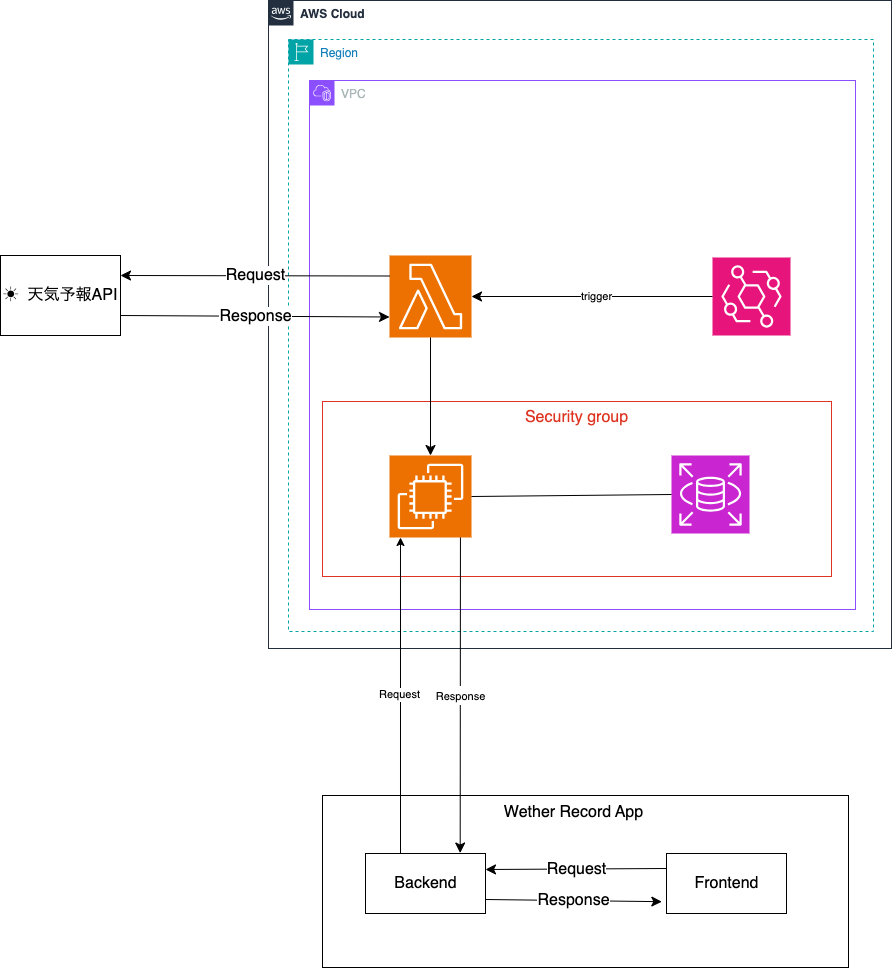 aws
AWS Cloud
Region
VPC
Request
天気予報API
trigger
Response
Security group
Request
Response
Wether Record App
Request
Backend
Frontend
Response